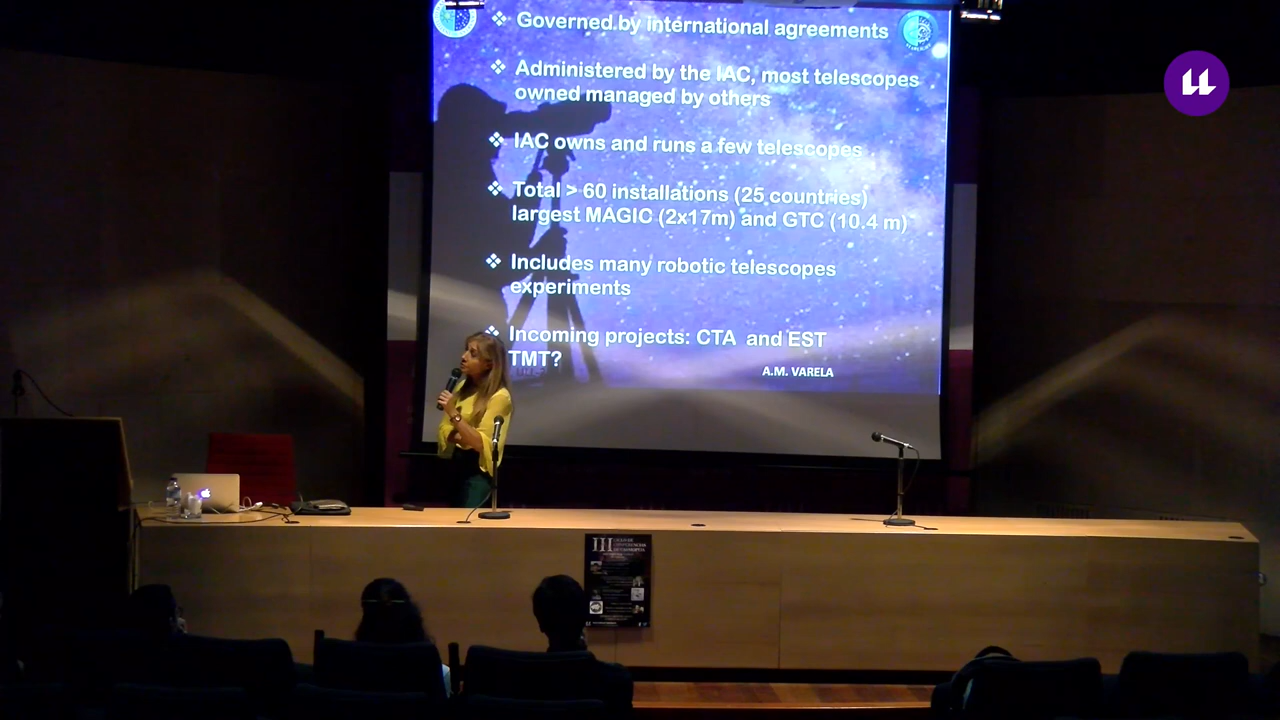 ❖ Governed by international agreements
❖ Administered by the IAC, most telescopes
owned managed by others
❖ IAC owns and runs a few telescopes
❖ Total > 60 installations (25 countries)
largest MAGIC (2x17m) and GTC (10.4 m)
❖ Includes many robotic telescopes
experiments
❖ Incoming projects: CTA and EST
TMT?
A.M. VARELA
III